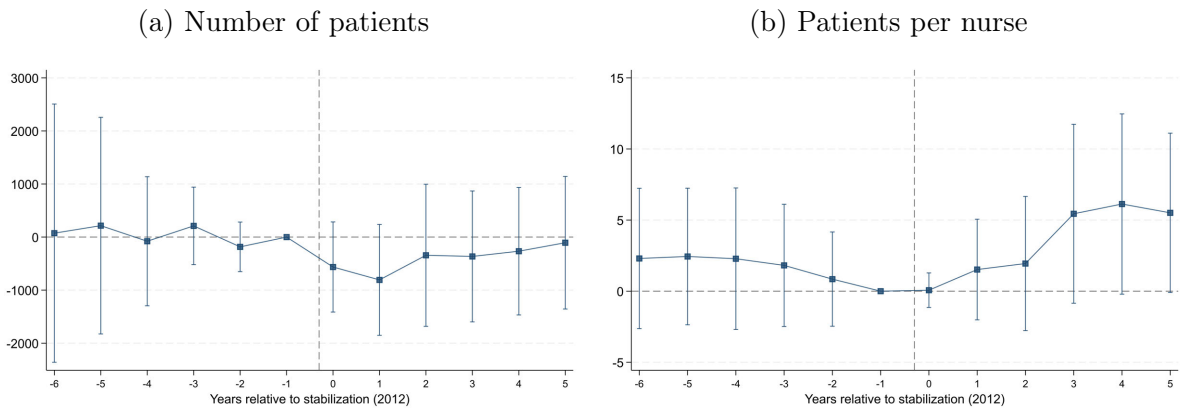 (a) Number of patients
3000
2000
1000
0
-1000
-2000
-6 -5 -4 -3 -2 -1 0 1 2 3 4 5
Years relative to stabilization (2012)
(b) Patients per nurse
15
10
5
0
-5
-6 -5 -4 -3 -2 -1 0 1 2 3 4 5
Years relative to stabilization (2012)